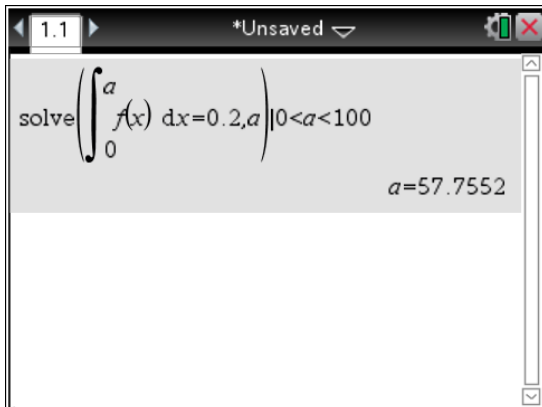 1.1 *Unsaved
solve(∫₀ᵃ f(x) dx=0.2,a)|0<a<100
a=57.7552